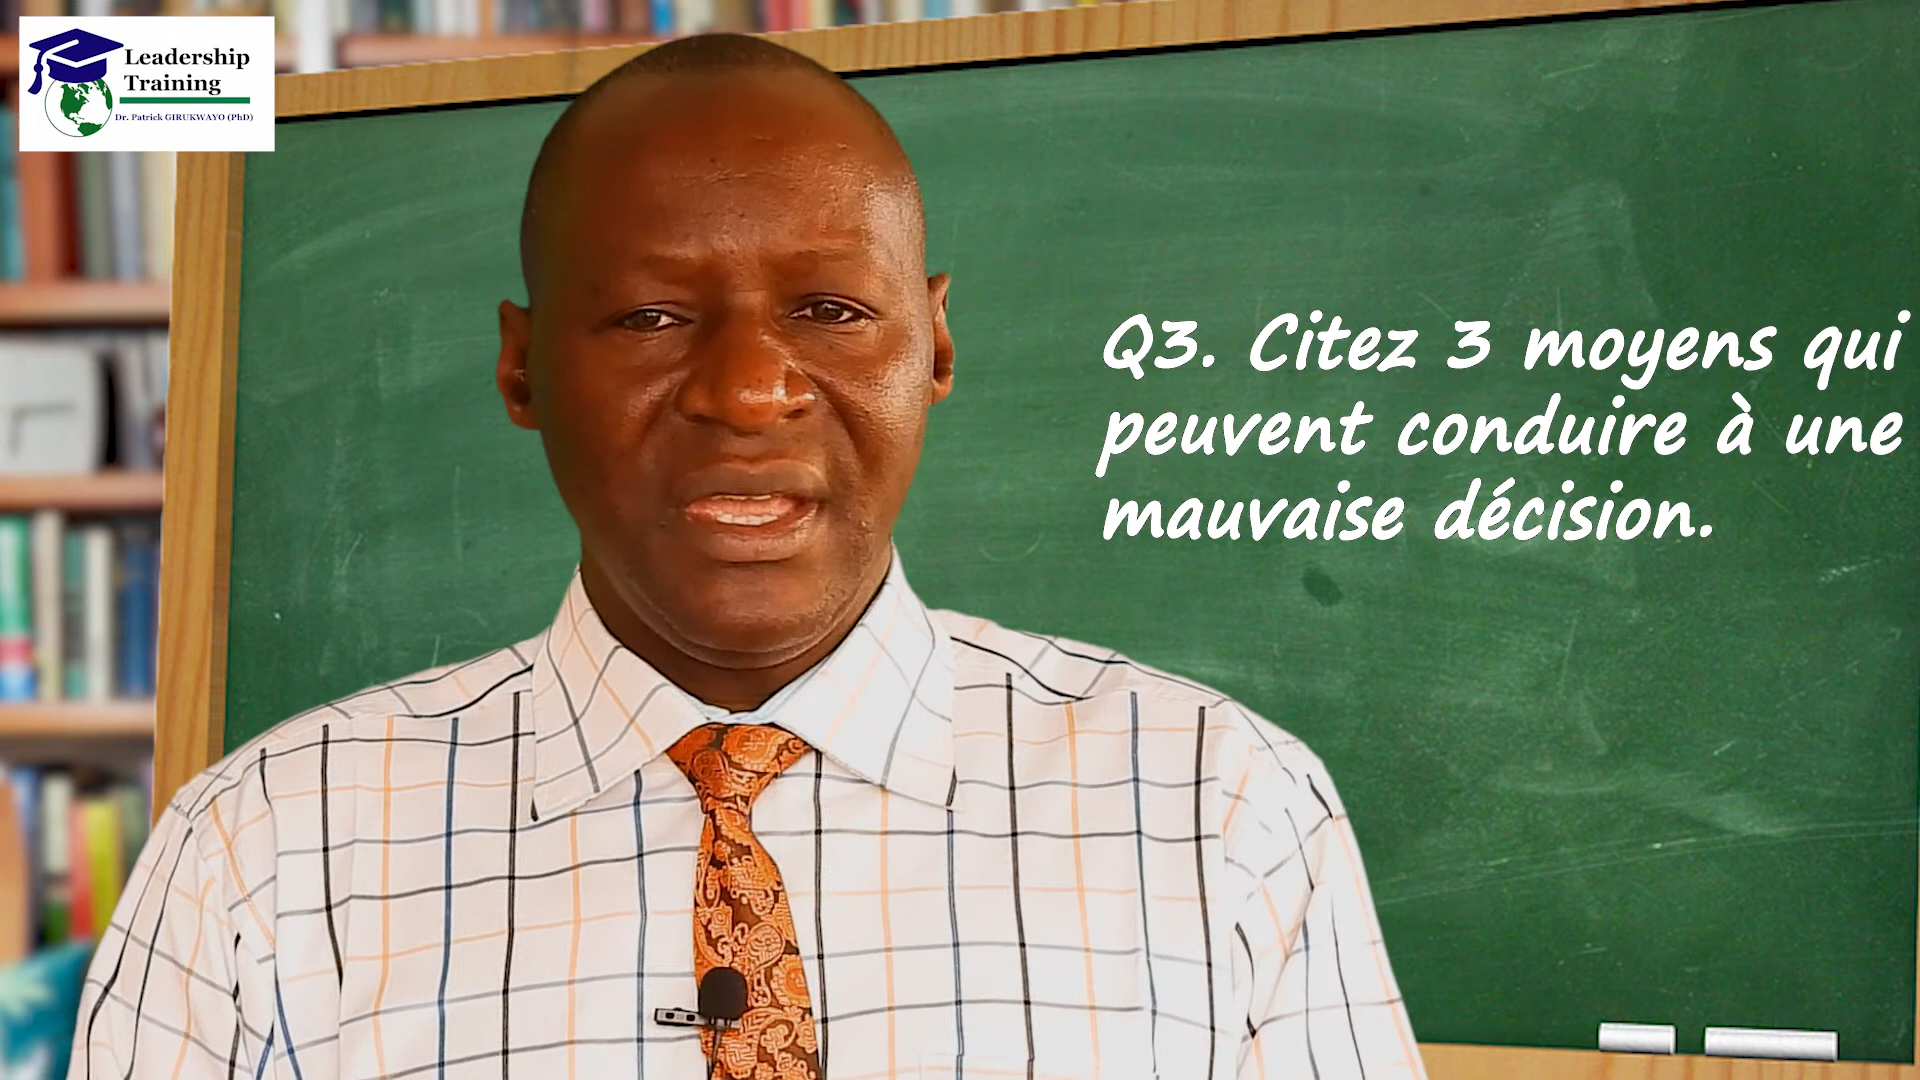 Leadership
Training
Dr. Patrick GIRUKWAYO (PhD)
Q3. Citez 3 moyens qui
peuvent conduire à une
mauvaise décision.